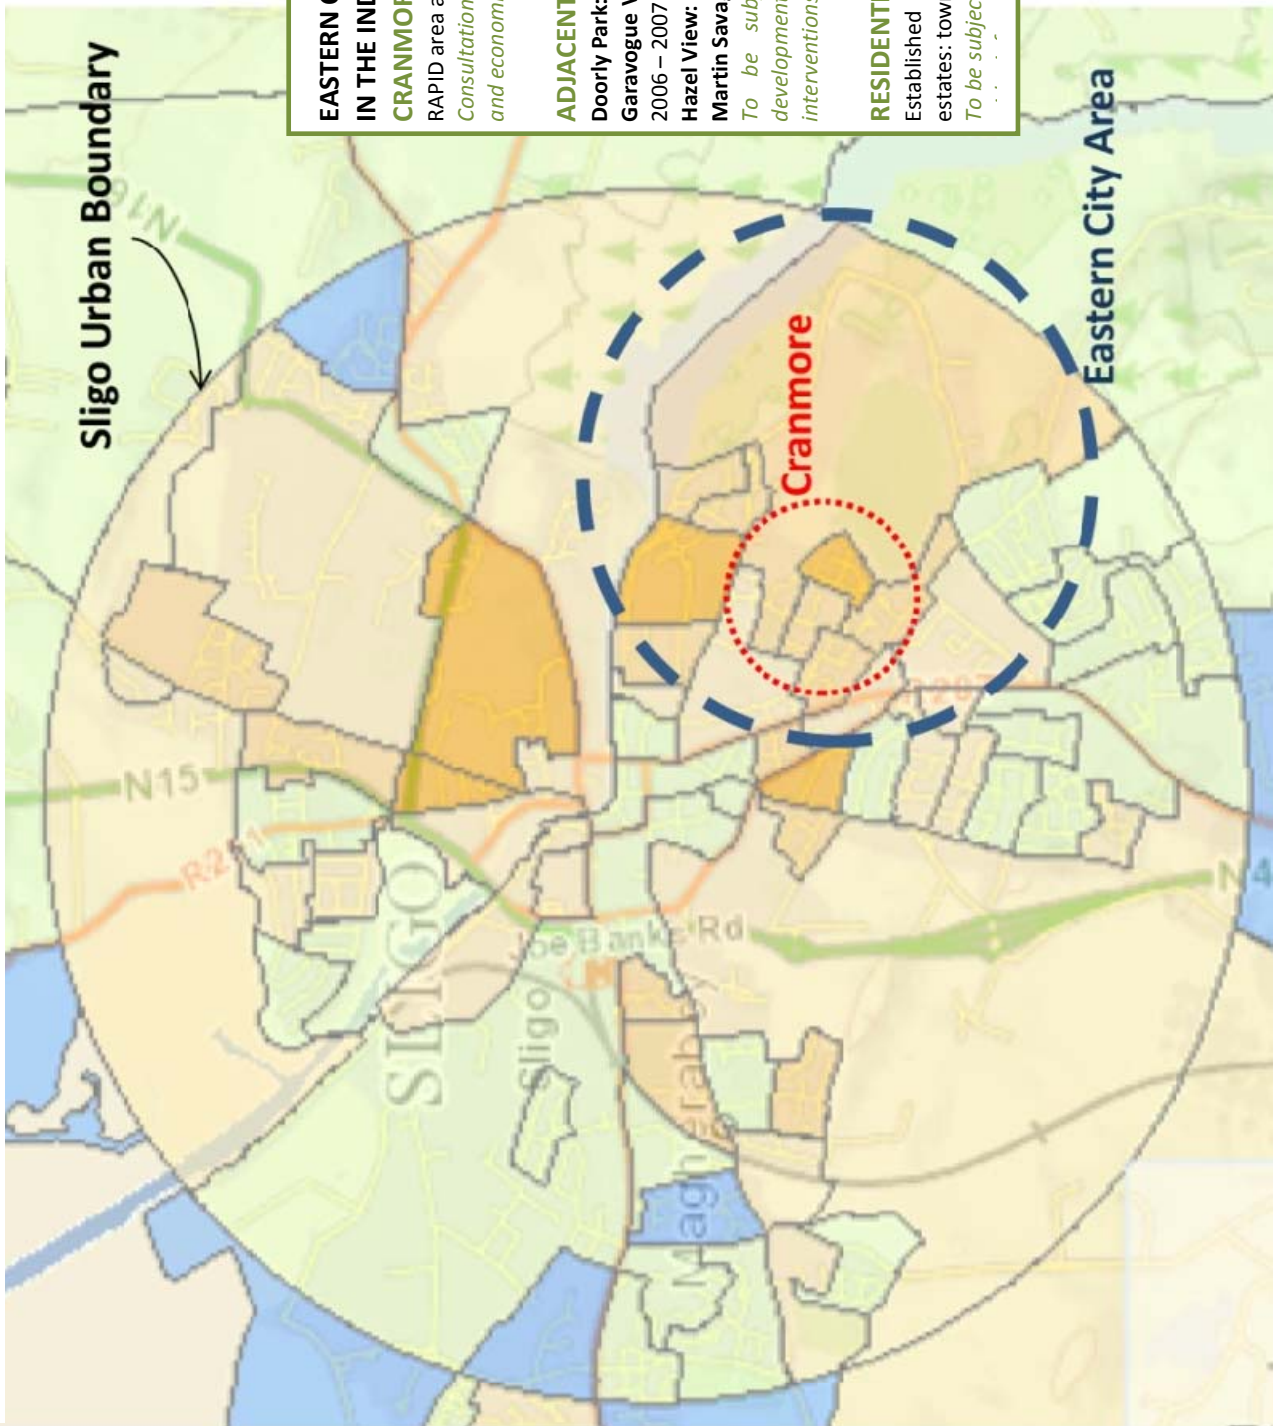 Sligo Urban Boundary
N16
N15
R291
SLIGO
Sligo
Joe Banks Rd
N4
Cranmore
Eastern City Area
EASTERN
IN THE
CRANMOR
RAPID area a
Consultation
and econom
ADJACENT
Doorly Park:
Garavogue V
2006 – 2007
Hazel View:
Martin Sava
To be sub
development
interventions
RESIDENTI
Established
estates: tow
To be subjec